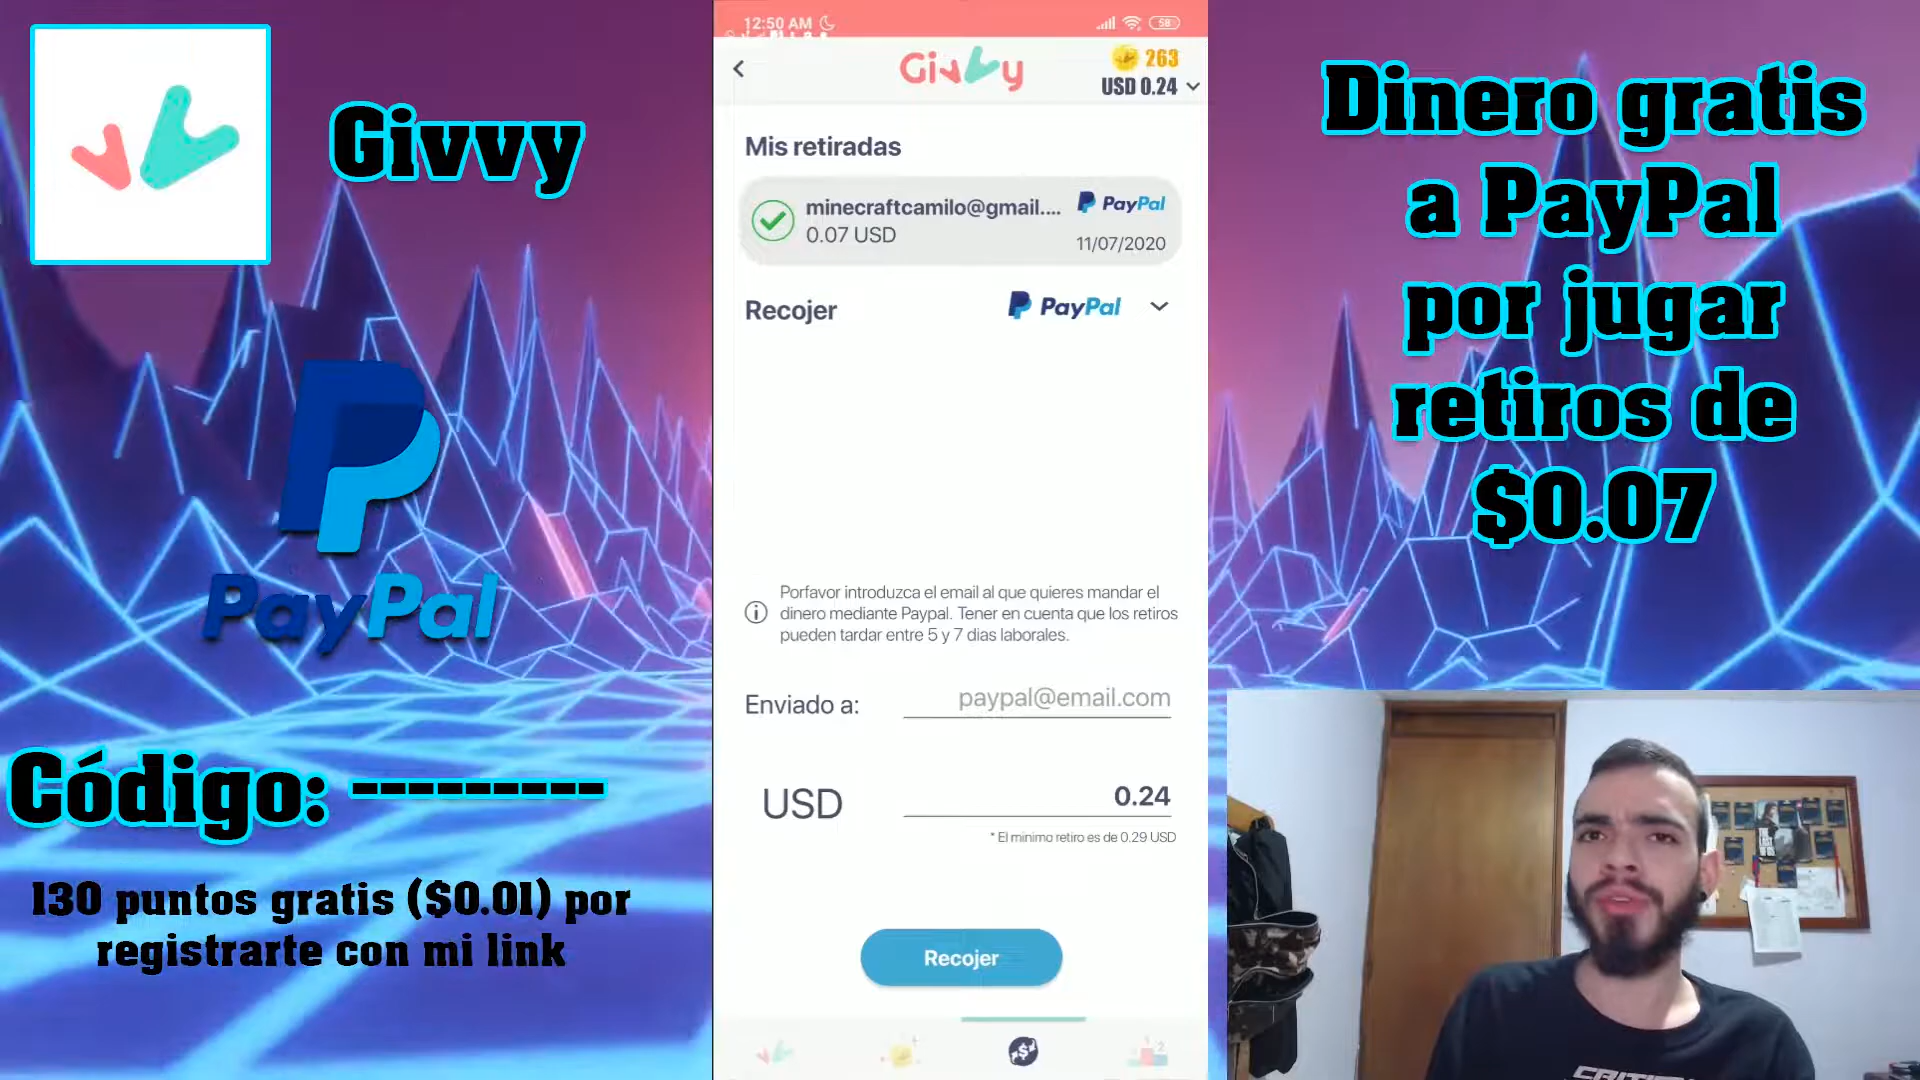 Givvy
PayPal
Código: ---------
130 puntos gratis ($0.01) por
registrarte con mi link
12:50 AM
58
Givvy
263
USD 0.24
Mis retiradas
minecraftcamilo@gmail....
PayPal
0.07 USD
11/07/2020
Recojer
PayPal
Porfavor introduzca el email al que quieres mandar el
dinero mediante Paypal. Tener en cuenta que los retiros
pueden tardar entre 5 y 7 dias laborales.
Enviado a:
paypal@email.com
USD
0.24
* El minimo retiro es de 0.29 USD
Recojer
Dinero gratis
a PayPal
por jugar
retiros de
$0.07